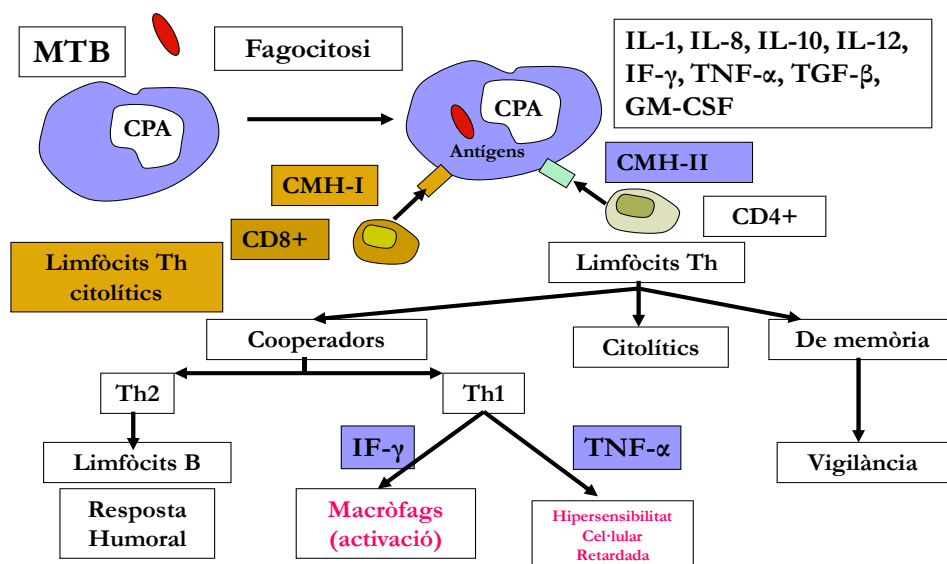 MTB
Fagocitosi
IL-1, IL-8, IL-10, IL-12,
IF-γ, TNF-α, TGF-β,
GM-CSF
CPA
CPA
Antígens
CMH-I
CMH-II
CD8+
CD4+
Limfòcits Th
citolítics
Limfòcits Th
Cooperadors
Citolítics
De memòria
Th2
Th1
IF-γ
TNF-α
Limfòcits B
Vigilància
Resposta
Humoral
Macròfags
(activació)
Hipersensibilitat
Cel·lular
Retardada